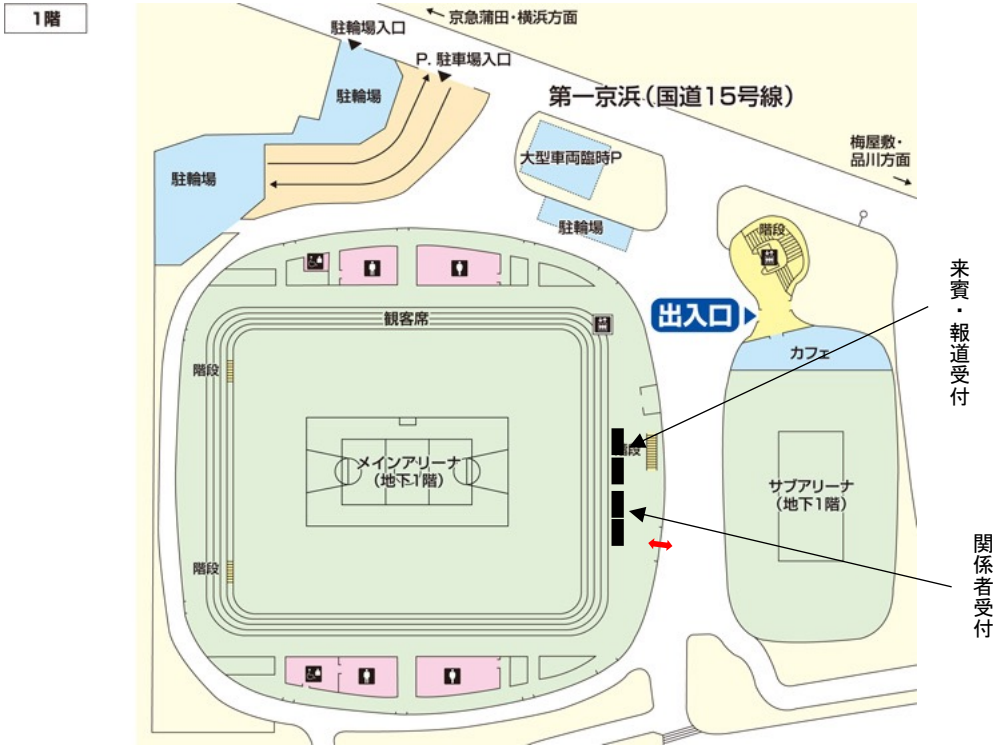 1階
京急蒲田・横浜方面
駐輪場入口
P. 駐車場入口
駐輪場
第一京浜（国道15号線）
梅屋敷・
品川方面
大型車両臨時P
駐輪場
駐輪場
階段
来賓・報道受付
出入口
観客席
カフェ
階段
階段
メインアリーナ
（地下1階）
サブアリーナ
（地下1階）
関係者受付
階段